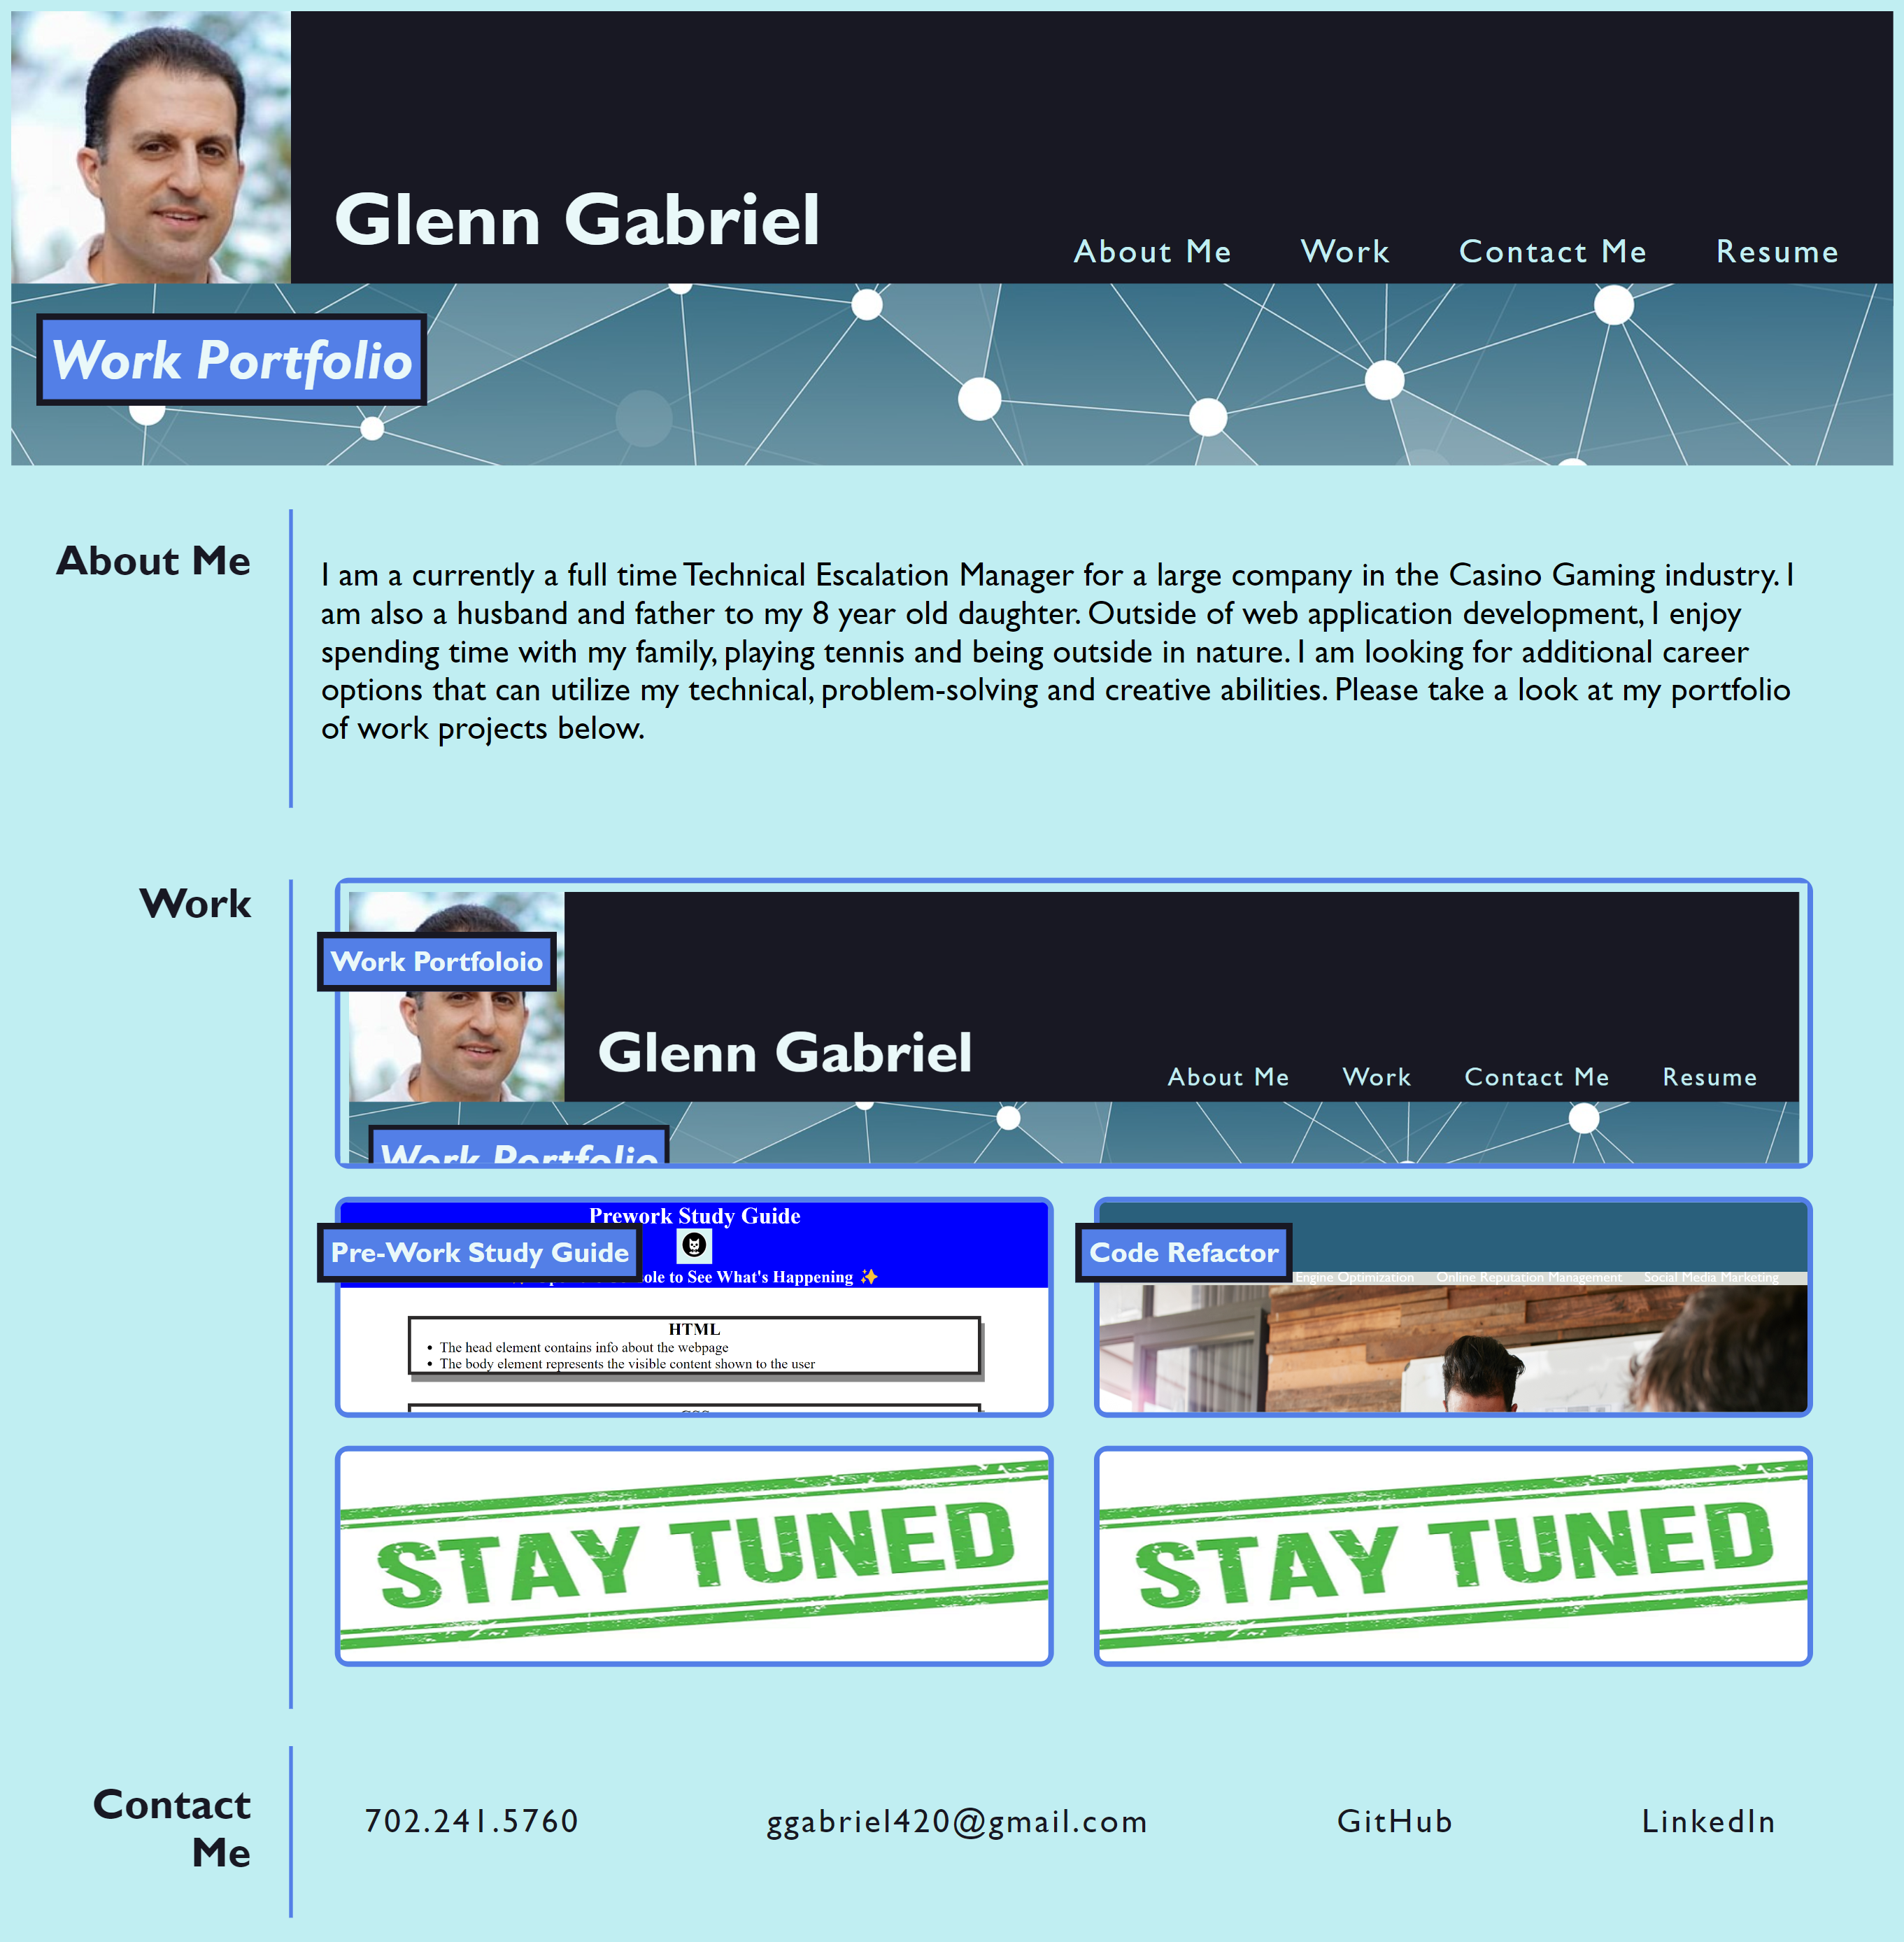 Glenn Gabriel
About Me Work Contact Me Resume
Work Portfolio
About Me
I am a currently a full time Technical Escalation Manager for a large company in the Casino Gaming industry. I
am also a husband and father to my 8 year old daughter. Outside of web application development, I enjoy
spending time with my family, playing tennis and being outside in nature. I am looking for additional career
options that can utilize my technical, problem-solving and creative abilities. Please take a look at my portfolio
of work projects below.
Work
Work Portfoloio
Glenn Gabriel
About Me Work Contact Me Resume
Work Portfolio
Prework Study Guide
Pre-Work Study Guide
to See What's Happening ✨
HTML
• The head element contains info about the webpage
• The body element represents the visible content shown to the user
Code Refactor
Engine Optimization Online Reputation Management Social Media Marketing
STAY TUNED
STAY TUNED
Contact
Me
702.241.5760 ggabriel420@gmail.com GitHub LinkedIn